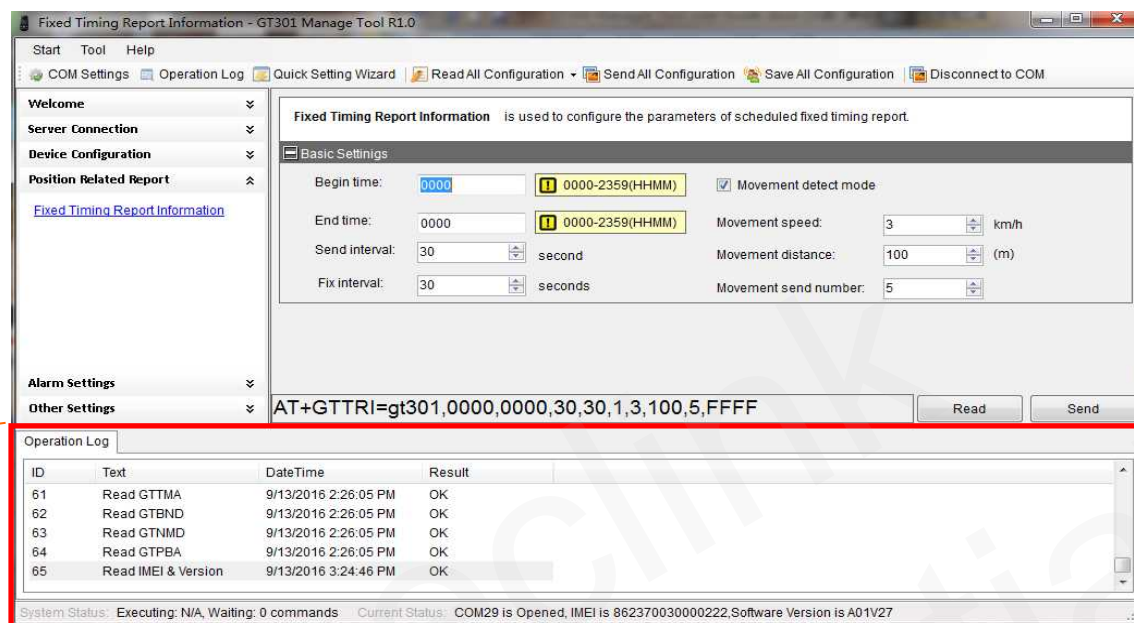 Fixed Timing Report Information - GT301 Manage Tool R1.0
Start Tool Help
COM Settings Operation Log Quick Setting Wizard Read All Configuration Send All Configuration Save All Configuration Disconnect to COM
Welcome
Server Connection
Device Configuration
Position Related Report
Fixed Timing Report Information
Alarm Settings
Other Settings
Fixed Timing Report Information is used to configure the parameters of scheduled fixed timing report.
Basic Settinigs
Begin time: 0000 0000-2359(HHMM) Movement detect mode
End time: 0000 0000-2359(HHMM) Movement speed: 3 km/h
Send interval: 30 second Movement distance: 100 (m)
Fix interval: 30 seconds Movement send number: 5
AT+GTTRI=gt301,0000,0000,30,30,1,3,100,5,FFFF Read Send
Operation Log
ID Text DateTime Result
61 Read GTTMA 9/13/2016 2:26:05 PM OK
62 Read GTBND 9/13/2016 2:26:05 PM OK
63 Read GTNMD 9/13/2016 2:26:05 PM OK
64 Read GTPBA 9/13/2016 2:26:05 PM OK
65 Read IMEI & Version 9/13/2016 3:24:46 PM OK
System Status: Executing: N/A, Waiting: 0 commands Current Status: COM29 is Opened, IMEI is 862370030000222,Software Version is A01V27